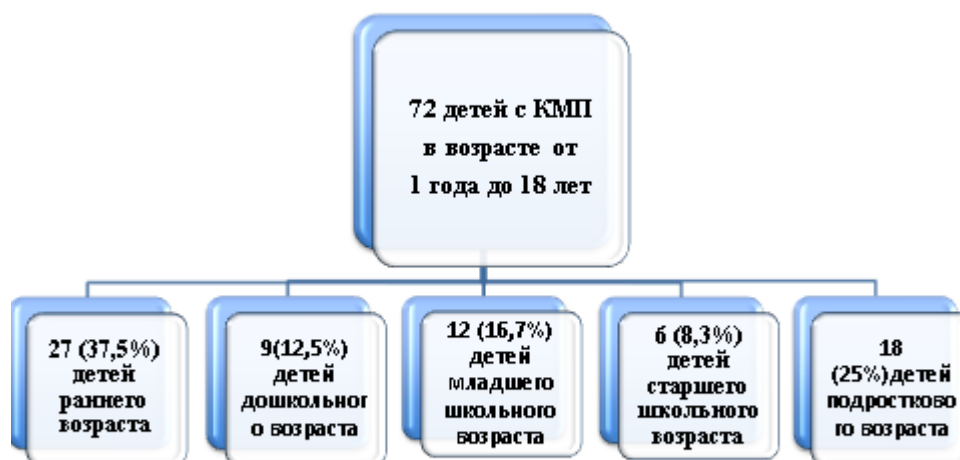 72 детей с КМП
в возрасте от
1 года до 18 лет
27 (37,5%)
детей
раннего
возраста
9(12,5%)
детей
дошкольног
о возраста
12 (16,7%)
детей
младшего
школьного
возраста
6 (8,3%)
детей
старшего
школьного
возраста
18
(25%)детей
подростково
го возраста